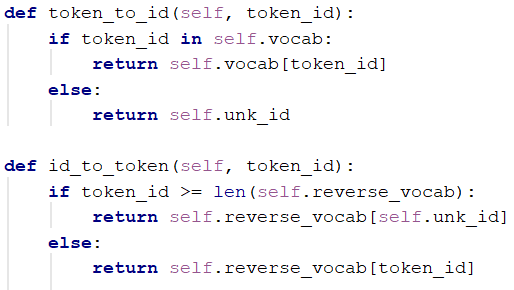 def token_to_id(self, token_id):
    if token_id in self.vocab:
        return self.vocab[token_id]
    else:
        return self.unk_id

def id_to_token(self, token_id):
    if token_id >= len(self.reverse_vocab):
        return self.reverse_vocab[self.unk_id]
    else:
        return self.reverse_vocab[token_id]